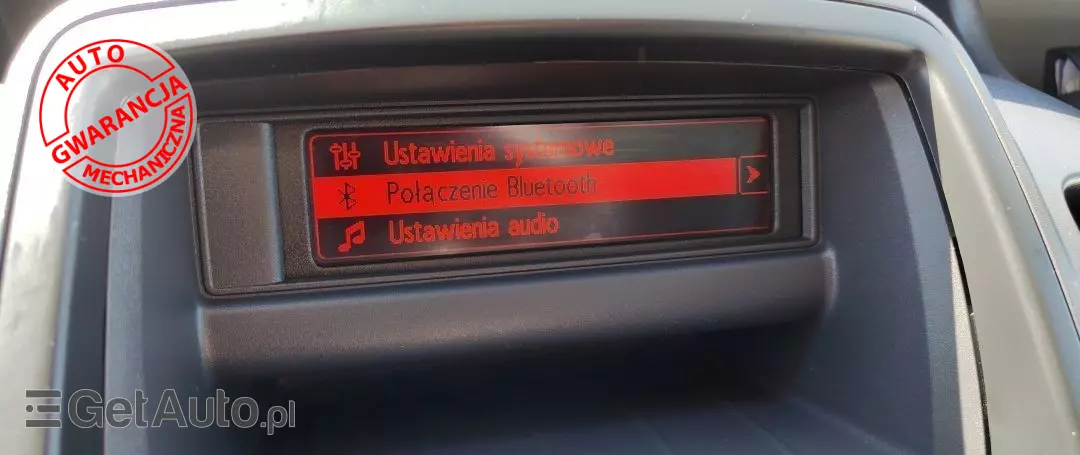 AUTO
GWARANCJA
MECHANICZNA
Ustawienia systemowe
Połączenie Bluetooth
Ustawienia audio
GetAuto.pl